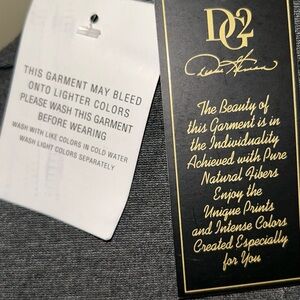 THIS GARMENT MAY BLEED
ONTO LIGHTER COLORS
PLEASE WASH THIS GARMENT
BEFORE WEARING
WASH WITH LIKE COLORS IN COLD WATER
WASH LIGHT COLORS SEPARATELY
DG2
Diane Gilman
The Beauty of
this Garment is in
the Individuality
Achieved with Pure
Natural Fibers
Enjoy the
Unique Prints
and Intense Colors
Created Especially
for You